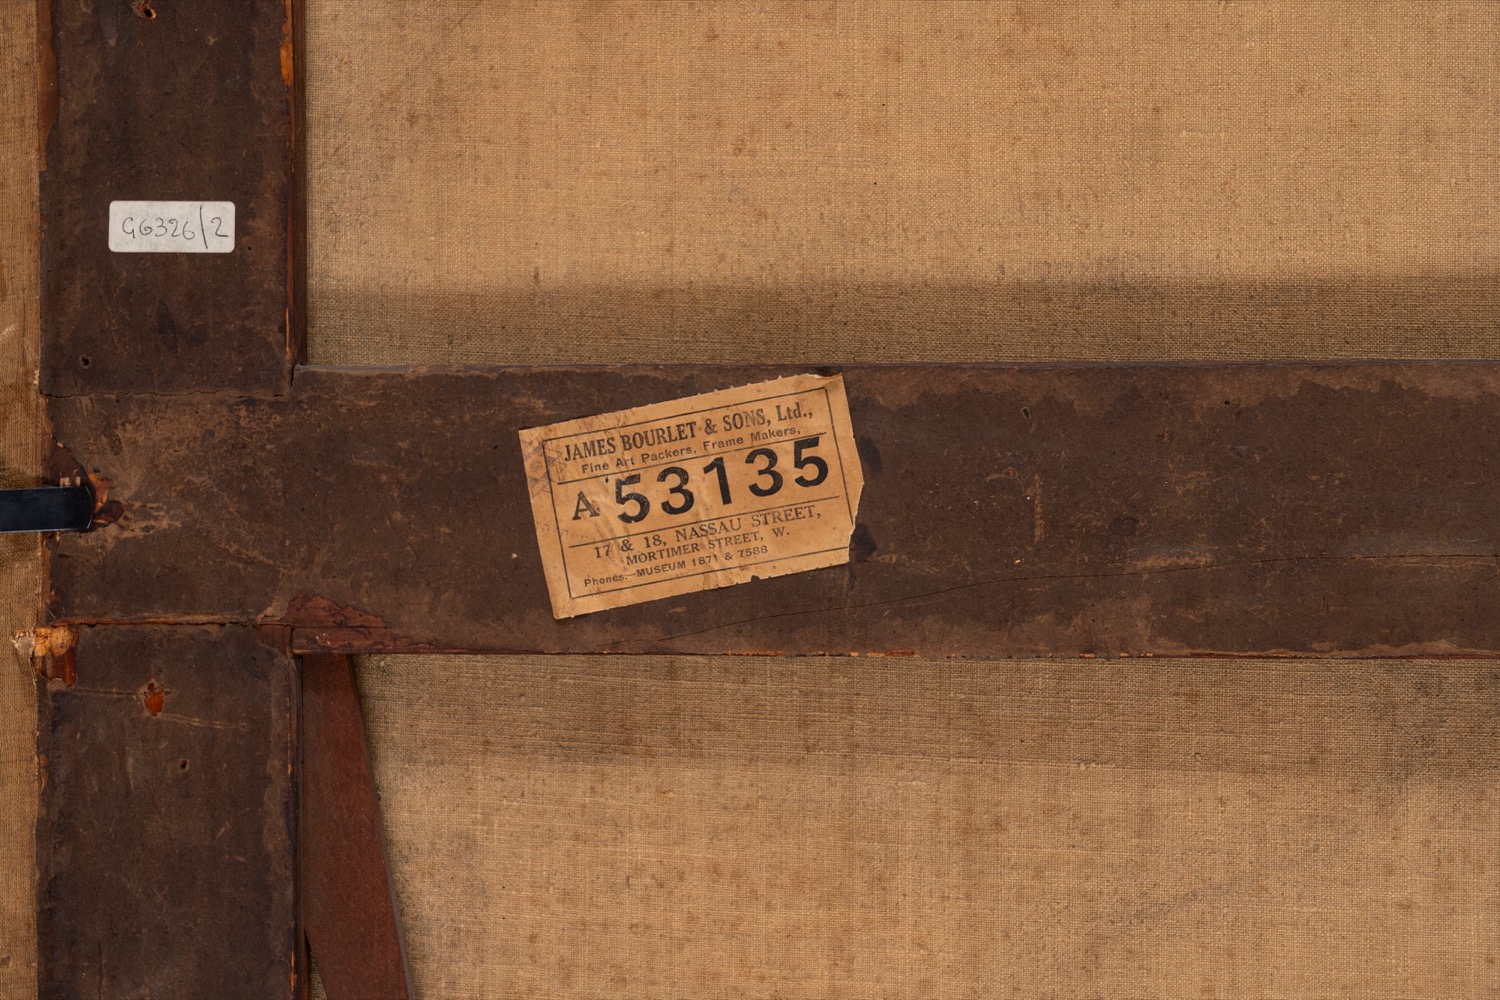 G6326/2
JAMES BOURLET & SONS, Ltd.,
Fine Art Packers, Frame Makers,
A 53135
17 & 18, NASSAU STREET,
MORTIMER STREET, W.
Phones:—MUSEUM 1871 & 7588